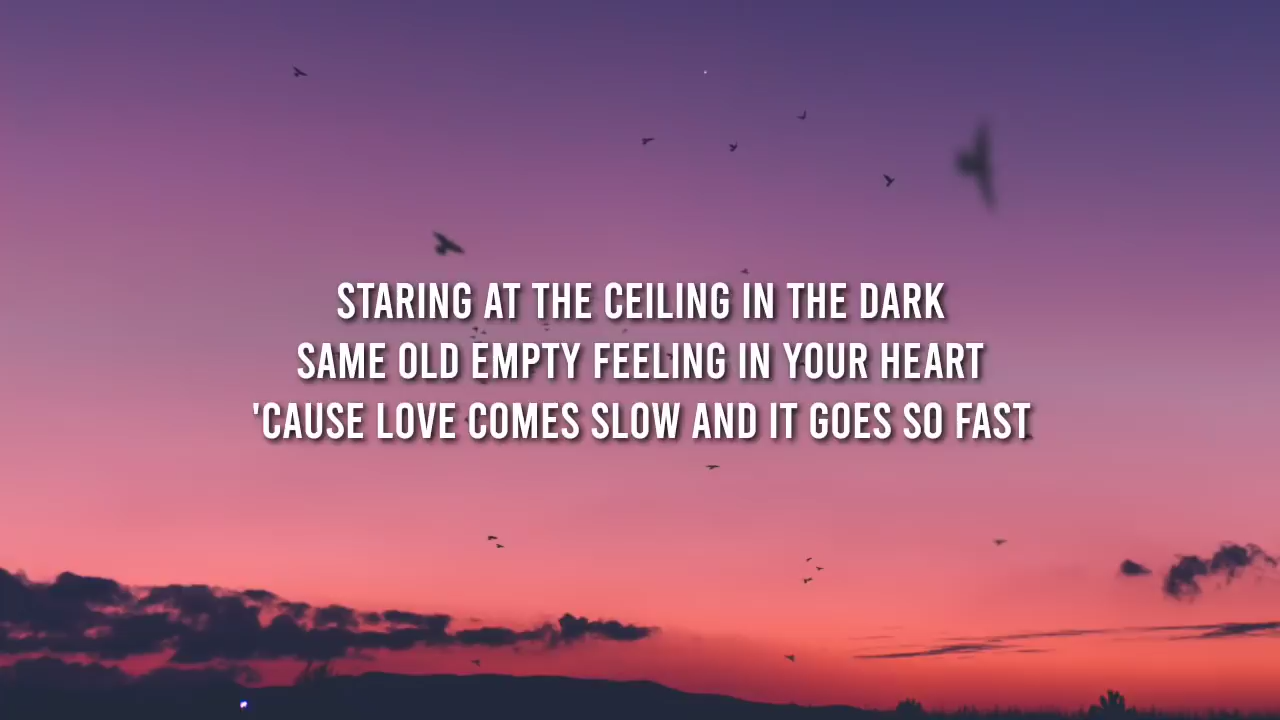 STARING AT THE CEILING IN THE DARK
SAME OLD EMPTY FEELING IN YOUR HEART
'CAUSE LOVE COMES SLOW AND IT GOES SO FAST